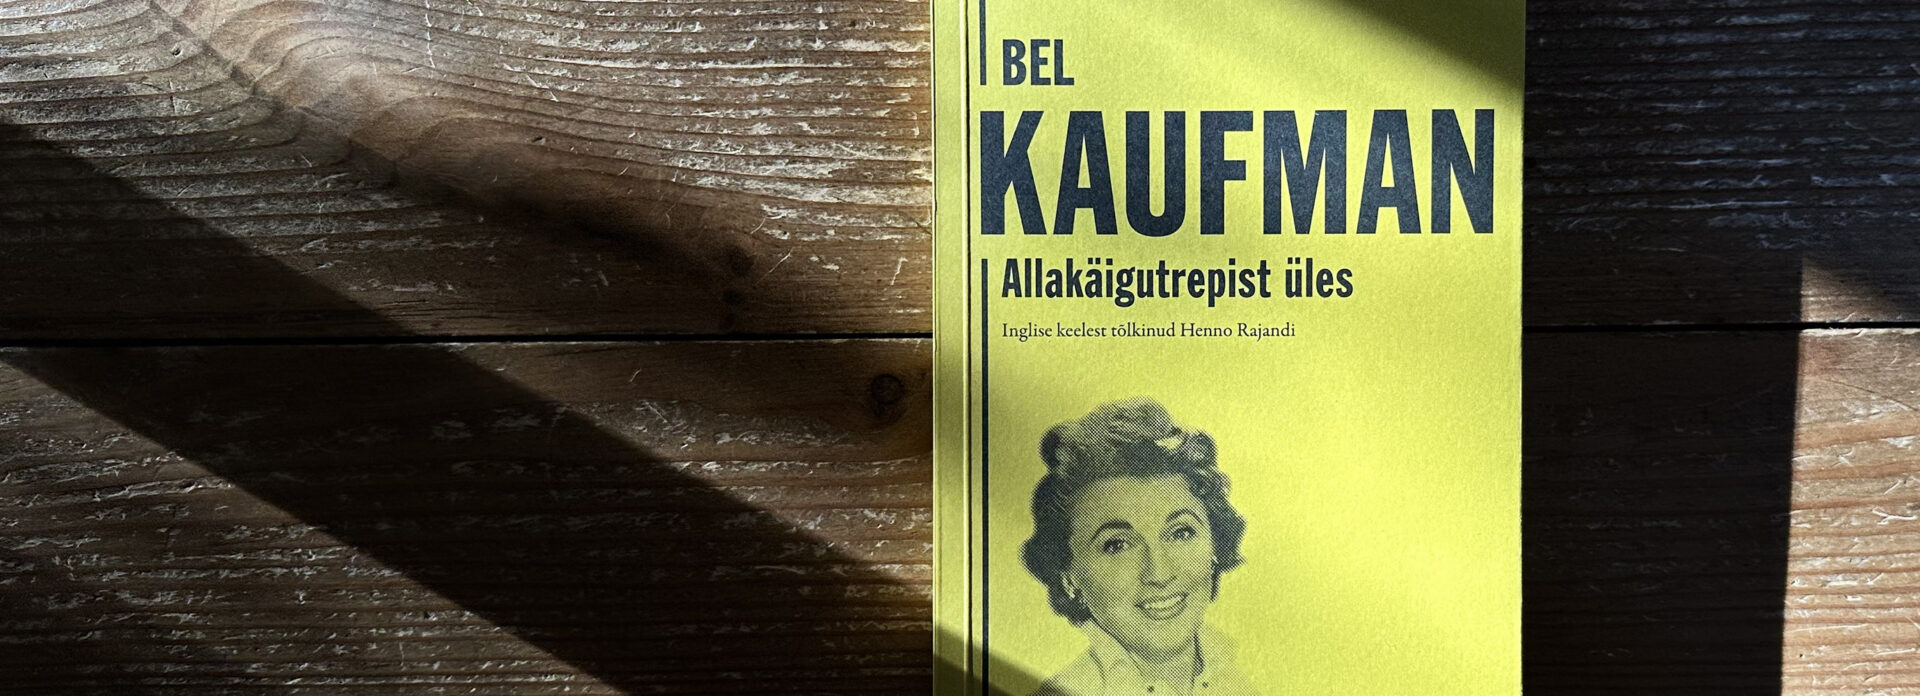 BEL
KAUFMAN
Allakäigutrepist üles
Inglise keelest tõlkinud Henno Rajandi